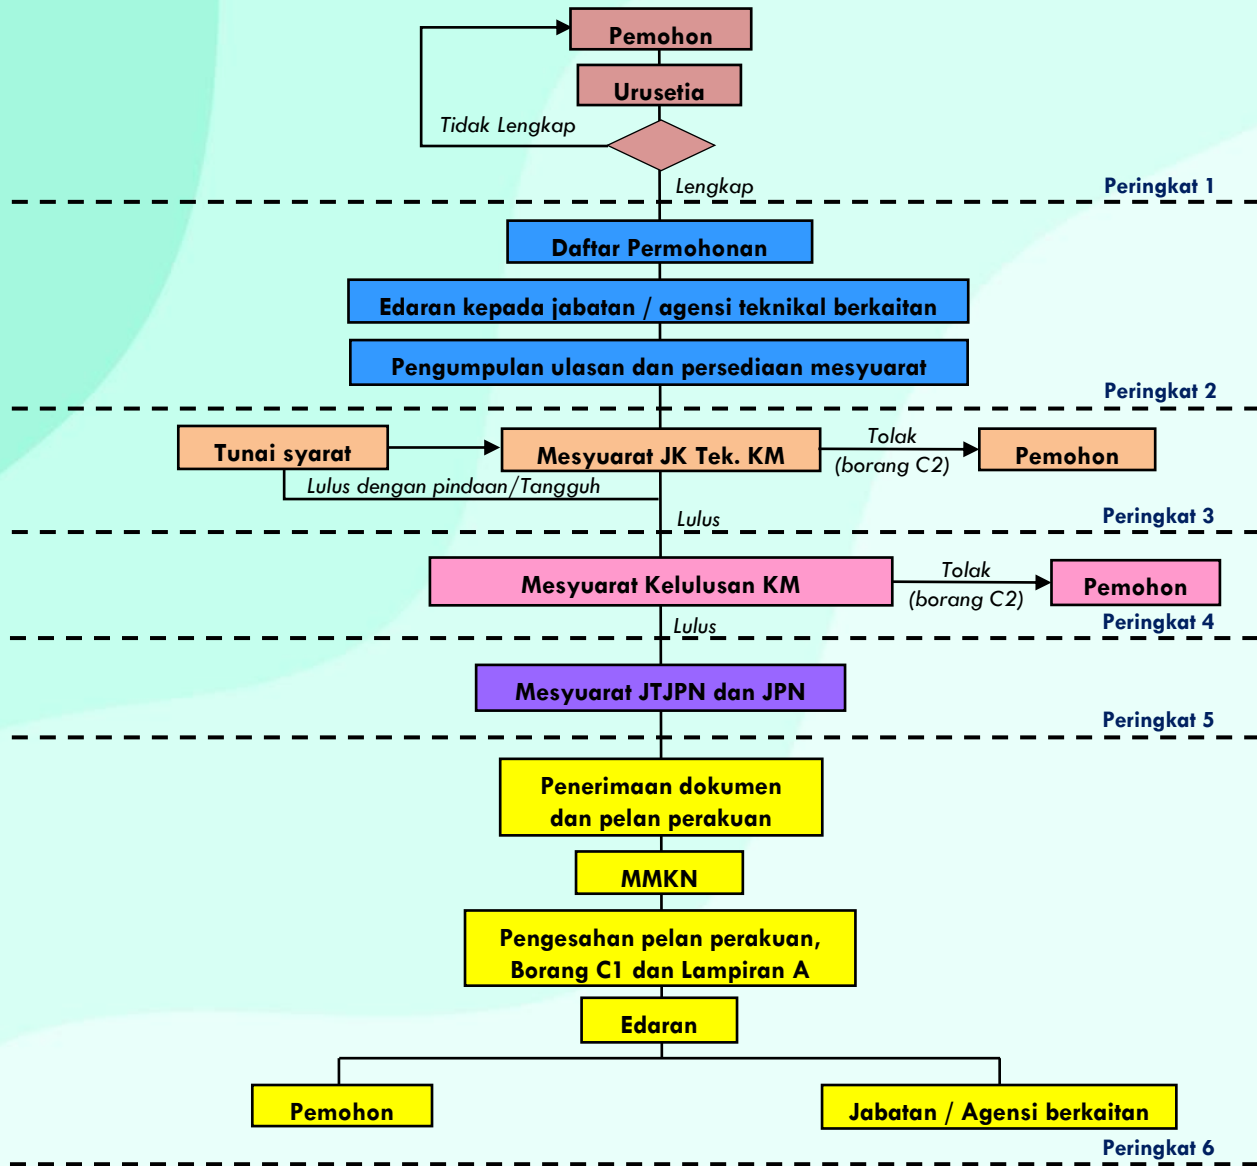 Pemohon
Urusetia
Tidak Lengkap
Lengkap
Peringkat 1
Daftar Permohonan
Edaran kepada jabatan / agensi teknikal berkaitan
Pengumpulan ulasan dan persediaan mesyuarat
Peringkat 2
Tunai syarat
Mesyuarat JK Tek. KM
Tolak
(borang C2)
Pemohon
Lulus dengan pindaan/Tangguh
Lulus
Peringkat 3
Mesyuarat Kelulusan KM
Tolak
(borang C2)
Pemohon
Lulus
Peringkat 4
Mesyuarat JTJPN dan JPN
Peringkat 5
Penerimaan dokumen
dan pelan perakuan
MMKN
Pengesahan pelan perakuan,
Borang C1 dan Lampiran A
Edaran
Pemohon
Jabatan / Agensi berkaitan
Peringkat 6